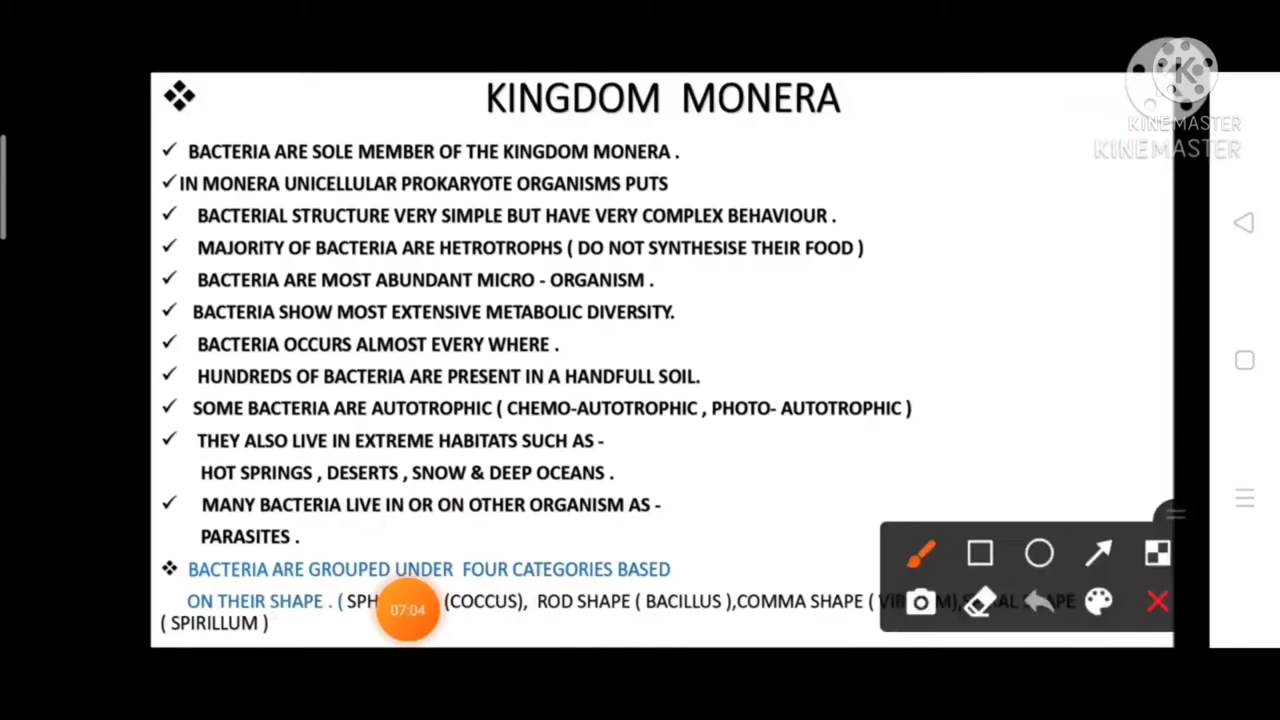 KINGDOM MONERA
KINEMASTER
KINEMASTER
BACTERIA ARE SOLE MEMBER OF THE KINGDOM MONERA .
IN MONERA UNICELLULAR PROKARYOTE ORGANISMS PUTS
BACTERIAL STRUCTURE VERY SIMPLE BUT HAVE VERY COMPLEX BEHAVIOUR .
MAJORITY OF BACTERIA ARE HETROTROPHS ( DO NOT SYNTHESISE THEIR FOOD )
BACTERIA ARE MOST ABUNDANT MICRO - ORGANISM .
BACTERIA SHOW MOST EXTENSIVE METABOLIC DIVERSITY.
BACTERIA OCCURS ALMOST EVERY WHERE .
HUNDREDS OF BACTERIA ARE PRESENT IN A HANDFULL SOIL.
SOME BACTERIA ARE AUTOTROPHIC ( CHEMO-AUTOTROPHIC , PHOTO- AUTOTROPHIC )
THEY ALSO LIVE IN EXTREME HABITATS SUCH AS -
HOT SPRINGS , DESERTS , SNOW & DEEP OCEANS .
MANY BACTERIA LIVE IN OR ON OTHER ORGANISM AS -
PARASITES .
BACTERIA ARE GROUPED UNDER FOUR CATEGORIES BASED
ON THEIR SHAPE . ( (COCCUS), ROD SHAPE ( BACILLUS ),COMMA SHAPE (
07:04
( SPIRILLUM )